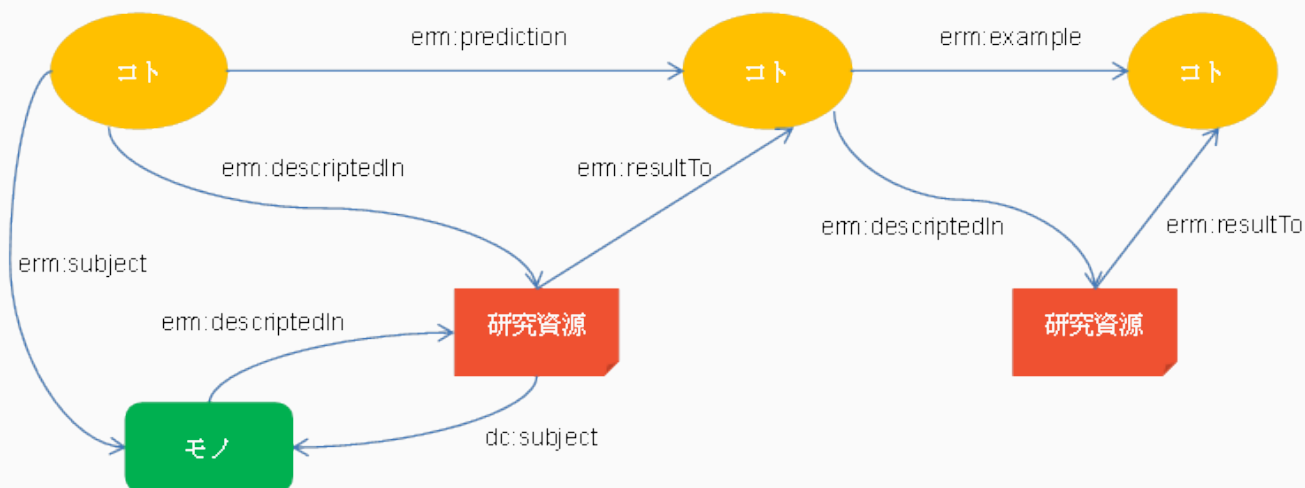 erm:prediction
erm:example
コト
コト
コト
erm:descriptedIn
erm:resultTo
erm:descriptedIn
erm:resultTo
erm:subject
erm:descriptedIn
研究資源
研究資源
dc:subject
モノ